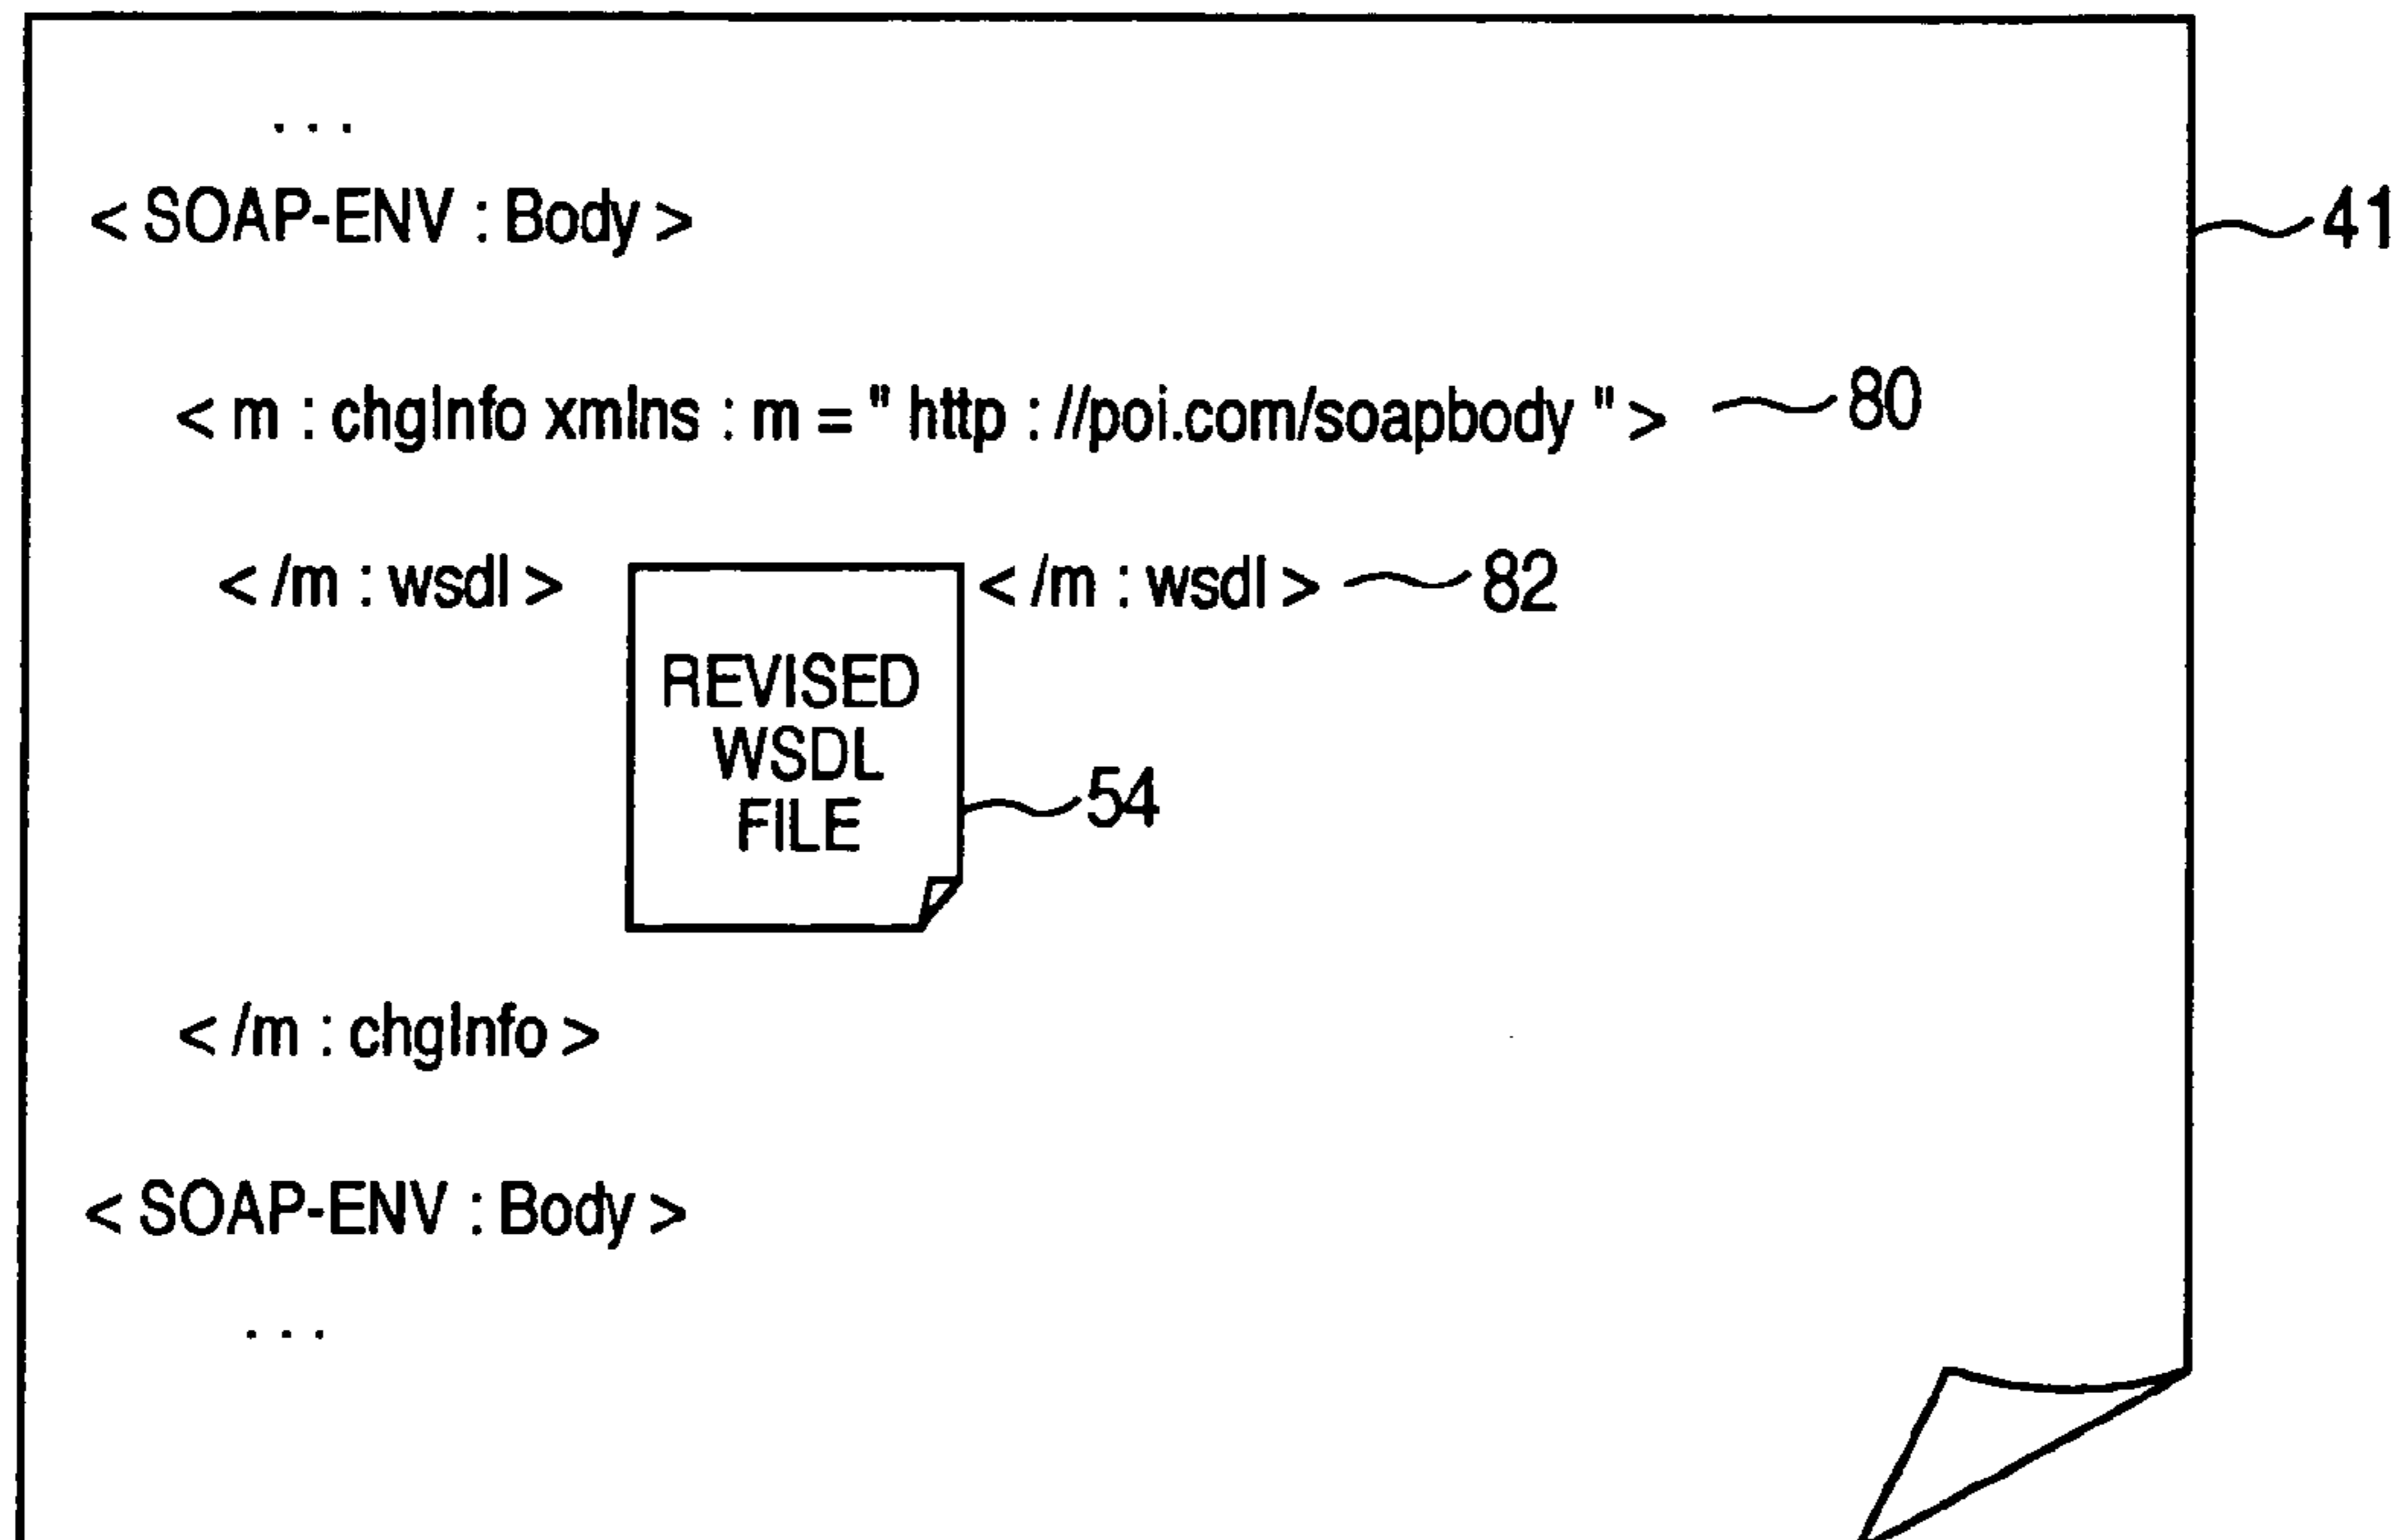 ...
< SOAP-ENV : Body >
41
< m : chgInfo xmlns : m = " http : //poi.com/soapbody " > 80
< /m : wsdl > < /m : wsdl > 82
REVISED
WSDL
FILE
54
< /m : chgInfo >
< SOAP-ENV : Body >
...